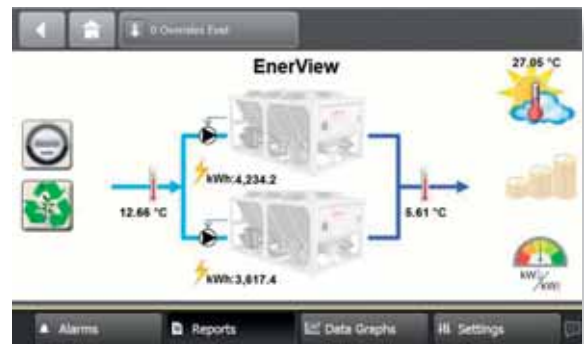 0 Overrides Exist
EnerView
27.05 °C
kWh:4,234.2
12.66 °C
5.61 °C
kWh:3,617.4
kW/kWt
Alarms
Reports
Data Graphs
Settings